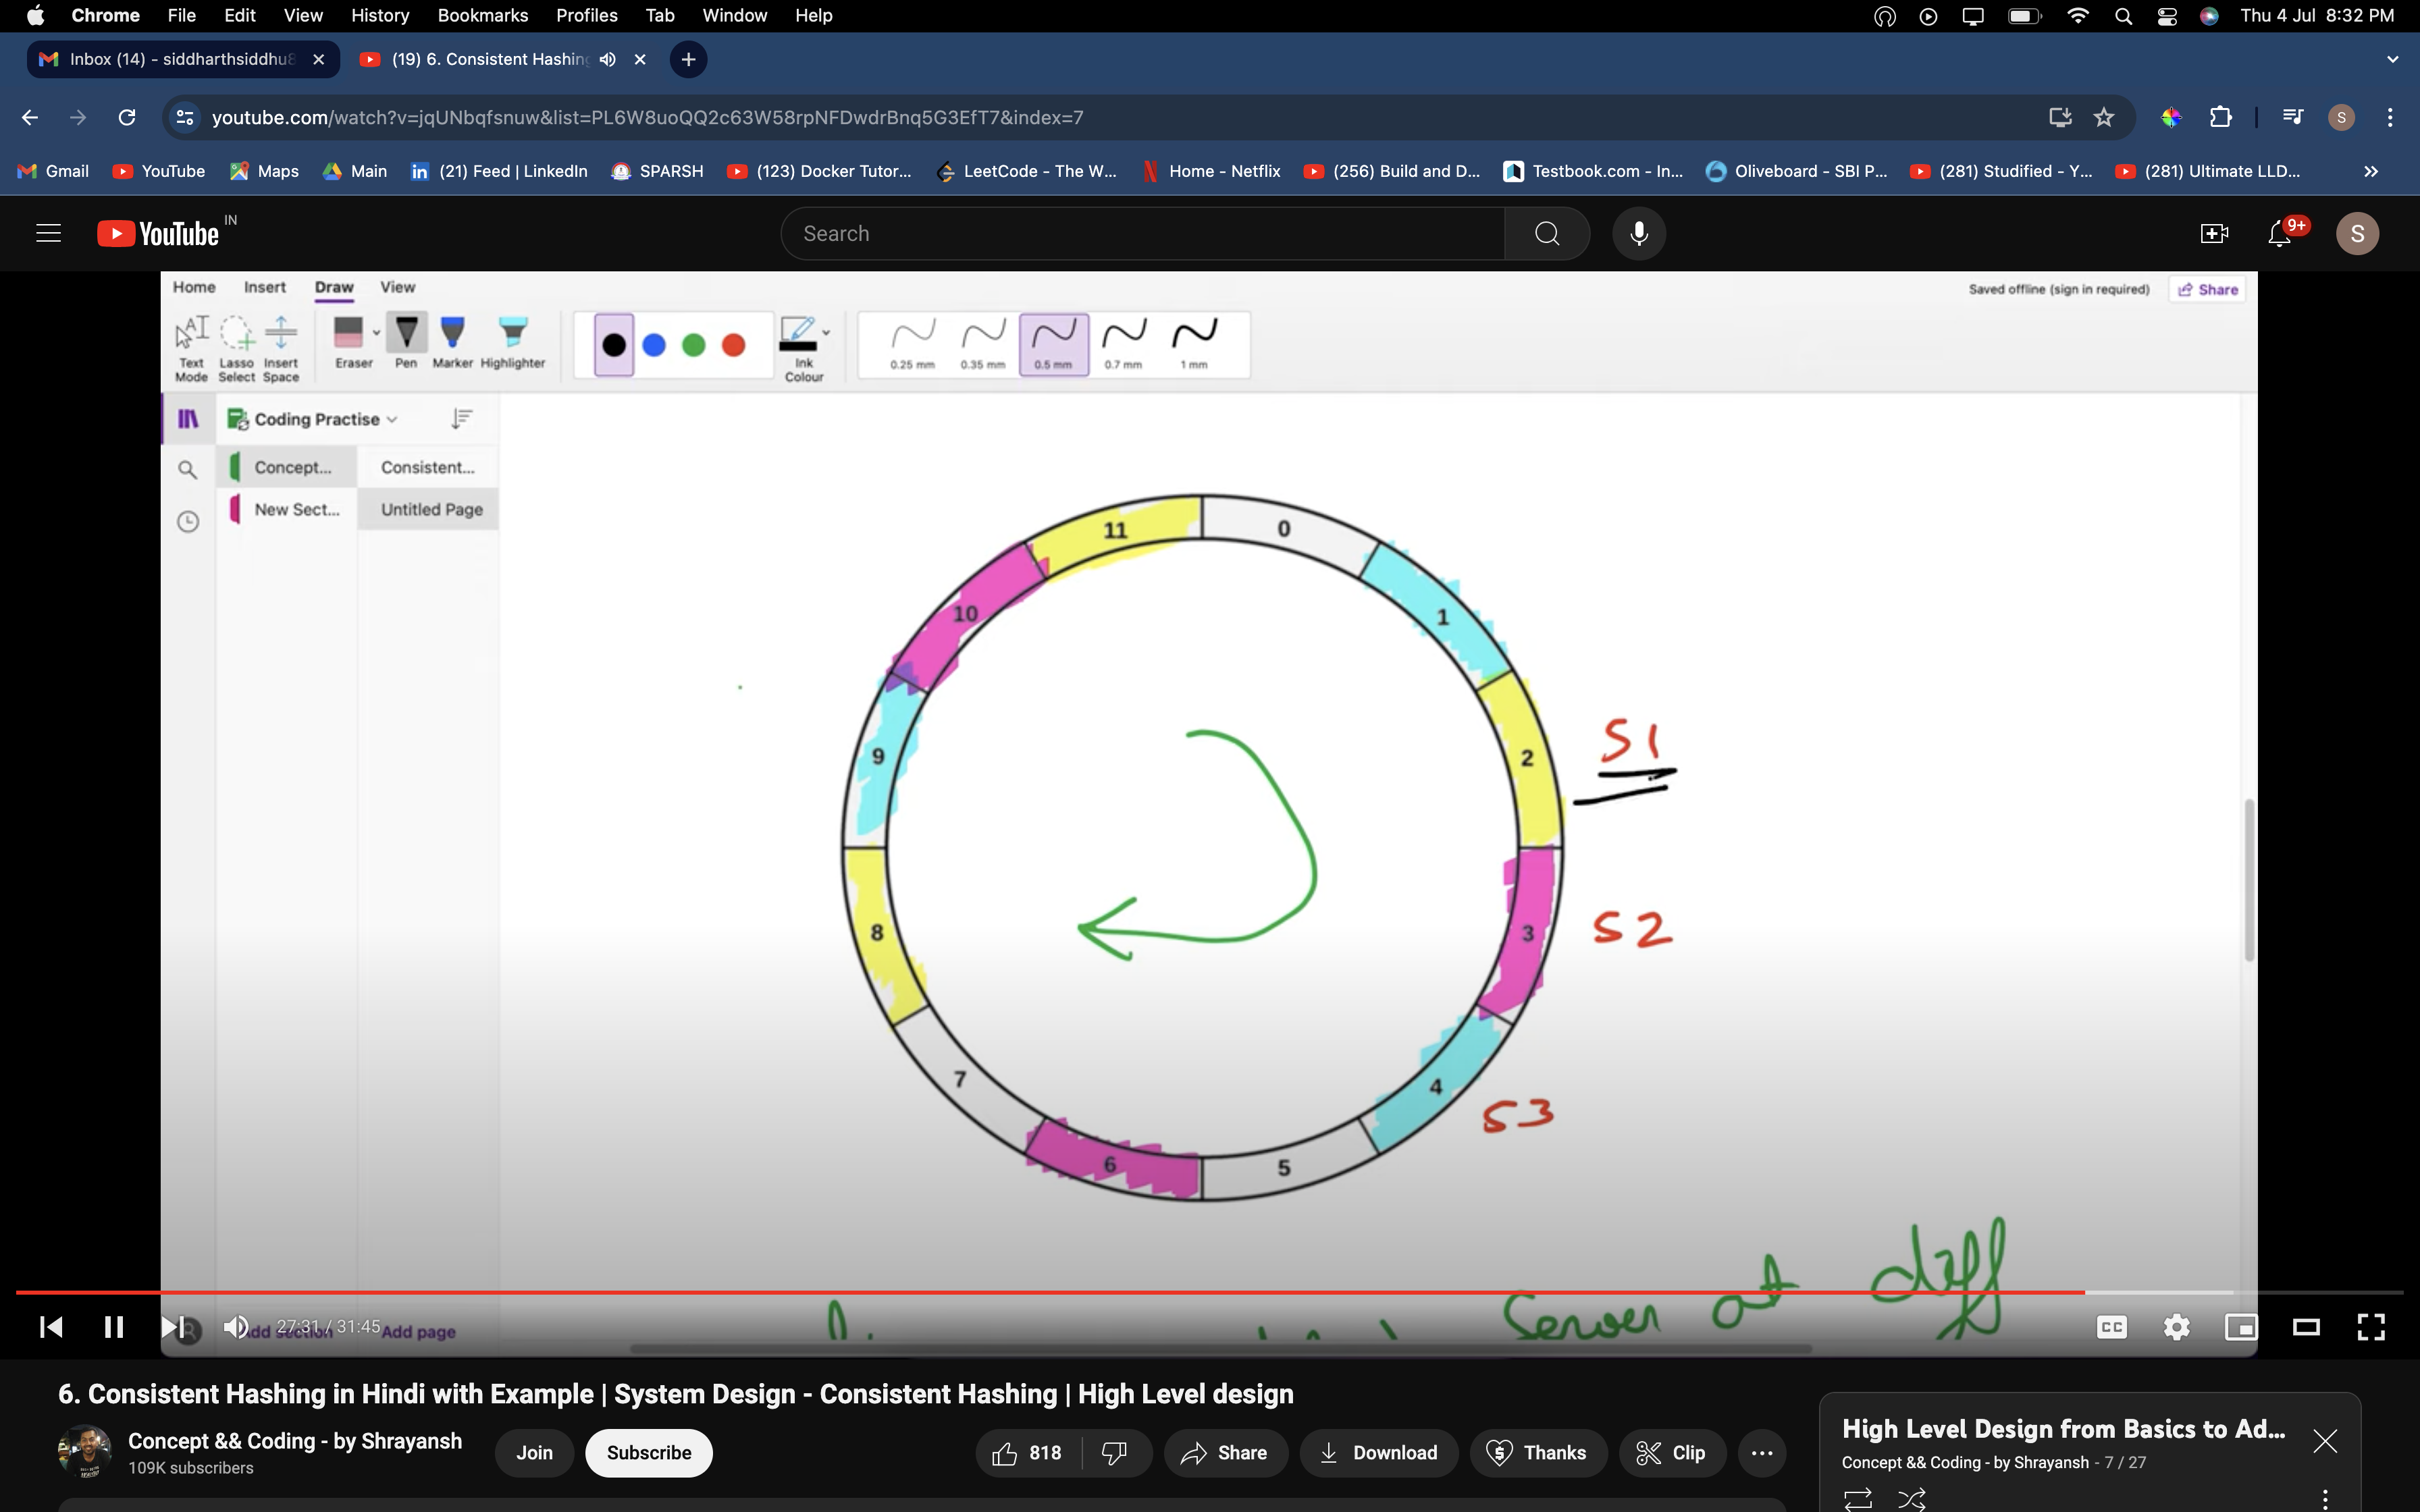 Chrome File Edit View History Bookmarks Profiles Tab Window Help Thu 4 Jul 8:32 PM
Inbox (14) - siddharthsiddhu8 (19) 6. Consistent Hashing
youtube.com/watch?v=jqUNbqfsnuw&list=PL6W8uoQQ2c63W58rpNFDwdrBnq5G3EfT7&index=7 S
Gmail YouTube Maps Main (21) Feed | LinkedIn SPARSH (123) Docker Tutor... LeetCode - The W... Home - Netflix (256) Build and D... Testbook.com - In... Oliveboard - SBI P... (281) Studified - Y... (281) Ultimate LLD...
YouTube IN Search 9+ S
Home Insert Draw View Saved offline (sign in required) Share
Text Mode Lasso Select Insert Space Eraser Pen Marker Highlighter Ink Colour 0.25 mm 0.35 mm 0.5 mm 0.7 mm 1 mm
Coding Practise
Concept... Consistent...
New Sect... Untitled Page
11 0
10 1
9 2 S1
8 3 S2
7 4 S3
6 5
Server at diff
27:31 / 31:45 Add section Add page CC
6. Consistent Hashing in Hindi with Example | System Design - Consistent Hashing | High Level design
Concept && Coding - by Shrayansh
109K subscribers
Join Subscribe 818 Share Download Thanks Clip
High Level Design from Basics to Ad...
Concept && Coding - by Shrayansh - 7 / 27